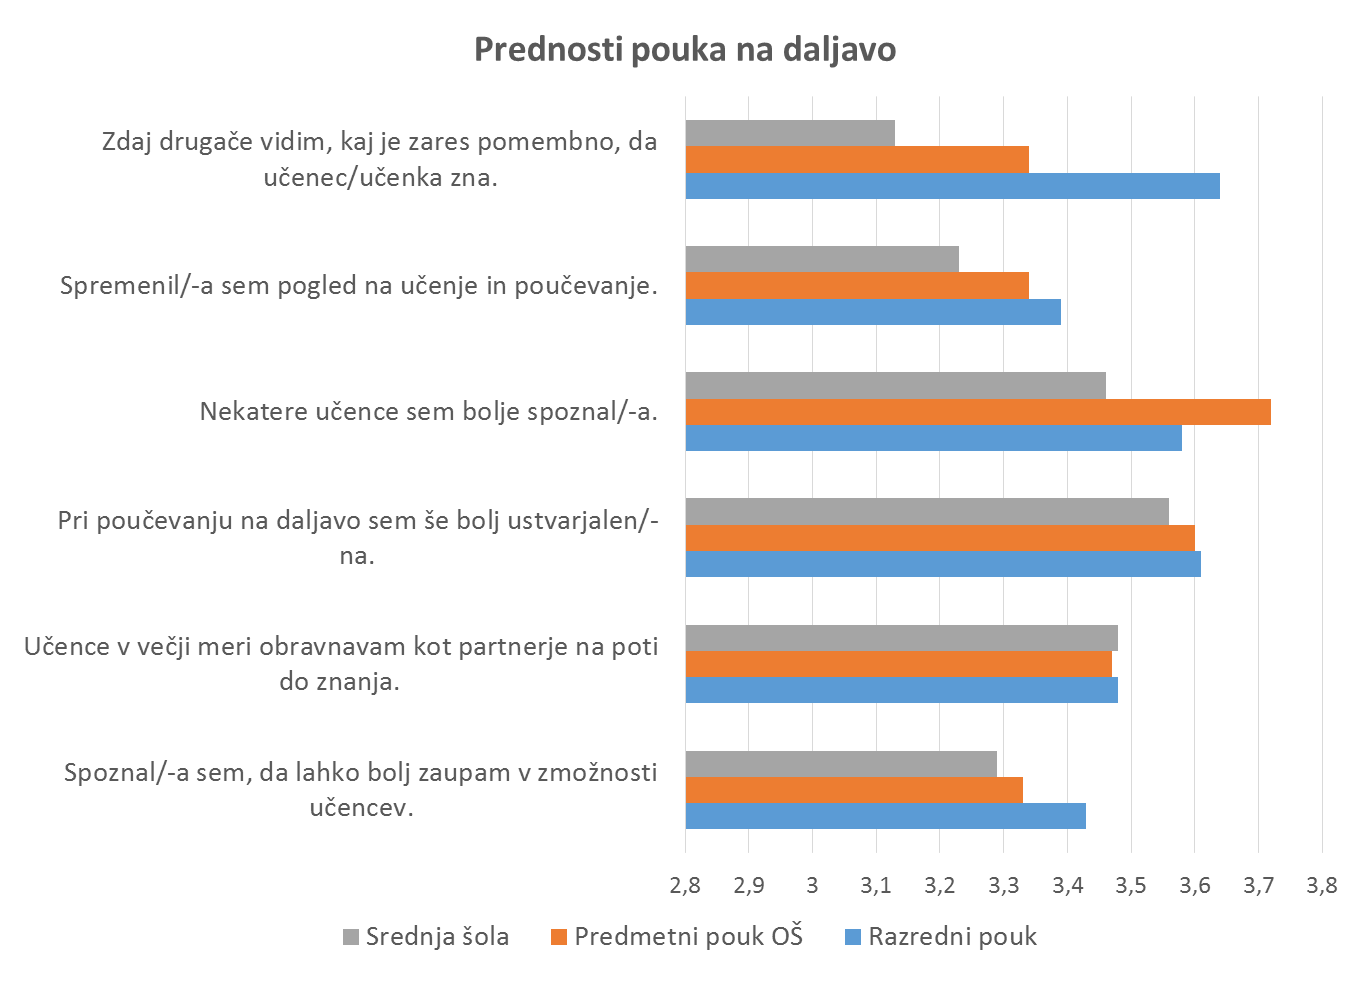 Prednosti pouka na daljavo
Zdaj drugače vidim, kaj je zares pomembno, da
učenec/učenka zna.
Spremenil/-a sem pogled na učenje in poučevanje.
Nekatere učence sem bolje spoznal/-a.
Pri poučevanju na daljavo sem še bolj ustvarjalen/-
na.
Učence v večji meri obravnavam kot partnerje na poti
do znanja.
Spoznal/-a sem, da lahko bolj zaupam v zmožnosti
učencev.
2,8 2,9 3 3,1 3,2 3,3 3,4 3,5 3,6 3,7 3,8
Srednja šola Predmetni pouk OŠ Razredni pouk